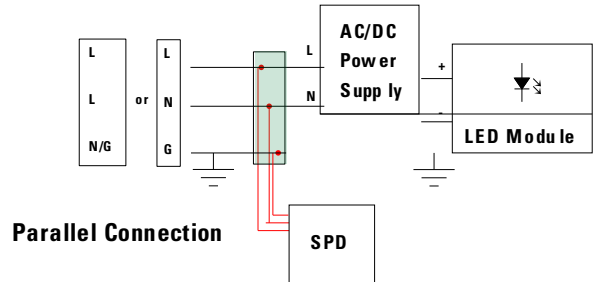 L
L
N/G
or
L
N
G
L
N
AC/DC
Power
Supply
+
-
LED Module
SPD
Parallel Connection